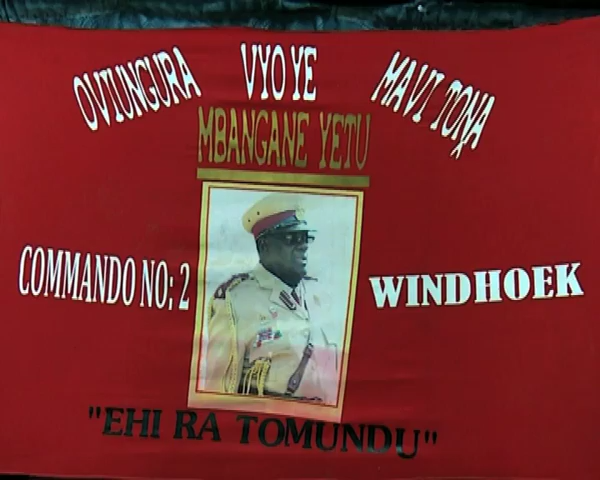 OVIUNGURA VYO YE MAVI TONA
MBANGANE YETU
COMMANDO NO; 2 WINDHOEK
"EHI RA TOMUNDU"